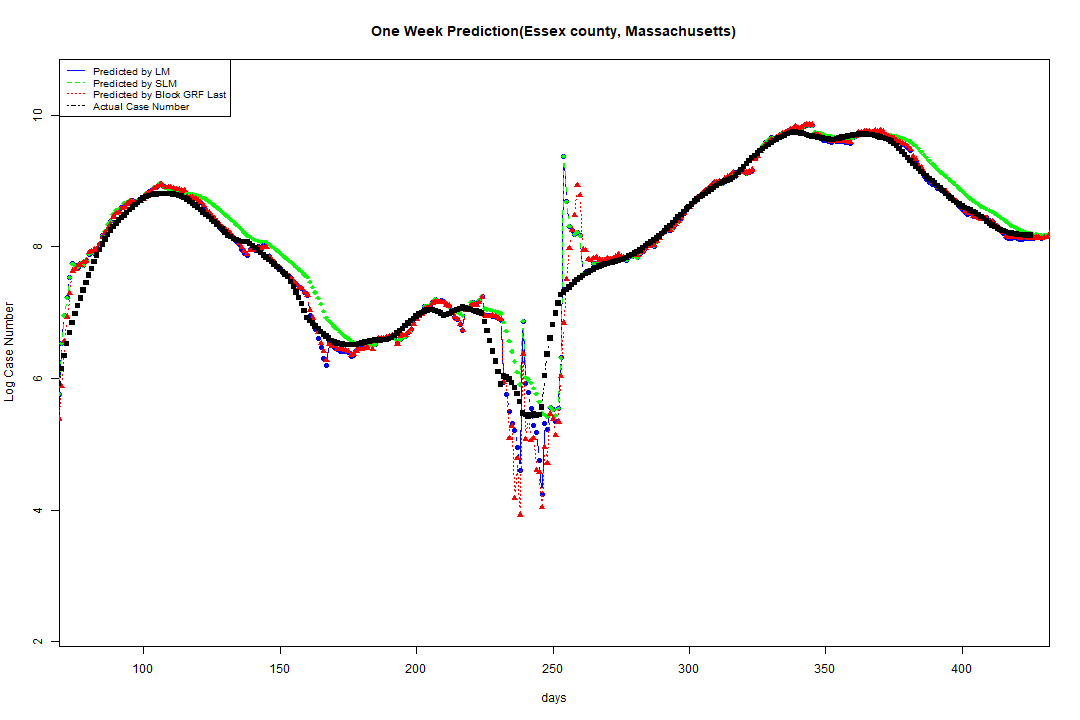 One Week Prediction(Essex county, Massachusetts)
Predicted by LM
Predicted by SLM
Predicted by Block GRF Last
Actual Case Number
Log Case Number
10
8
6
4
2
100 150 200 250 300 350 400
days